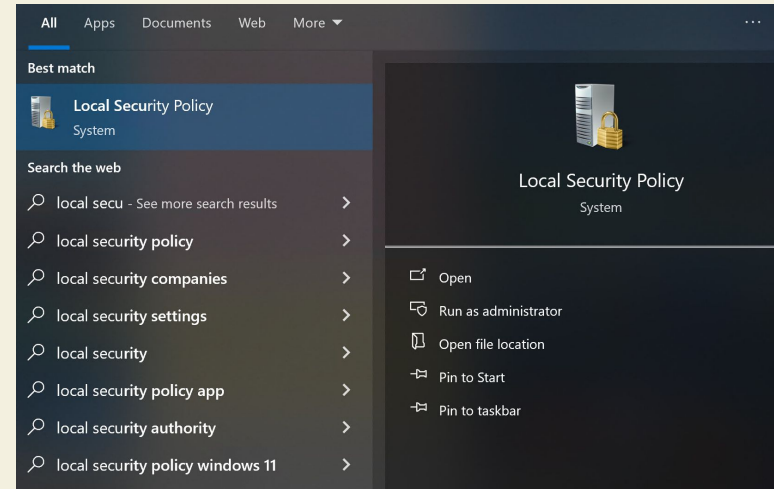 All Apps Documents Web More
Best match
Local Security Policy
System
Search the web
local secu - See more search results
local security policy
local security companies
local security settings
local security
local security policy app
local security authority
local security policy windows 11
Local Security Policy
System
Open
Run as administrator
Open file location
Pin to Start
Pin to taskbar